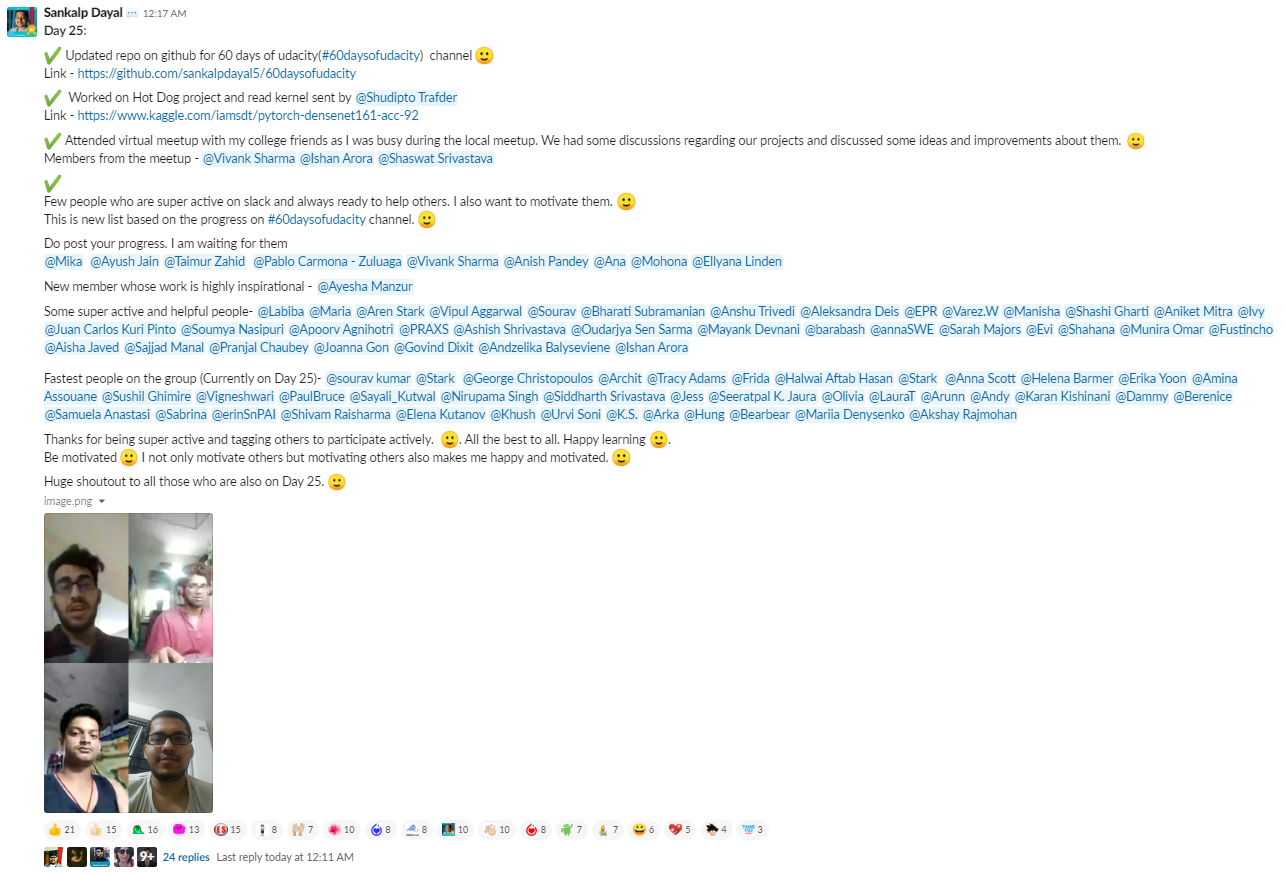 Sankalp Dayal 12:17 AM
Day 25:
Updated repo on github for 60 days of udacity(#60daysofudacity) channel
Link - https://github.com/sankalpdayal5/60daysofudacity
Worked on Hot Dog project and read kernel sent by @Shudipto Trafder
Link - https://www.kaggle.com/iamsdt/pytorch-densenet161-acc-92
Attended virtual meetup with my college friends as I was busy during the local meetup. We had some discussions regarding our projects and discussed some ideas and improvements about them.
Members from the meetup - @Vivank Sharma @Ishan Arora @Shaswat Srivastava
Few people who are super active on slack and always ready to help others. I also want to motivate them.
This is new list based on the progress on #60daysofudacity channel.
Do post your progress. I am waiting for them
@Mika @Ayush Jain @Taimur Zahid @Pablo Carmona - Zuluaga @Vivank Sharma @Anish Pandey @Ana @Mohona @Ellyana Linden
New member whose work is highly inspirational - @Ayesha Manzur
Some super active and helpful people- @Labiba @Maria @Aren Stark @Vipul Aggarwal @Sourav @Bharati Subramanian @Anshu Trivedi @Aleksandra Deis @EPR @Varez.W @Manisha @Shashi Gharti @Aniket Mitra @Ivy
@Juan Carlos Kuri Pinto @Soumya Nasipuri @Apoorv Agnihotri @PRAXS @Ashish Shrivastava @Oudarjya Sen Sarma @Mayank Devnani @barabash @annaSWE @Sarah Majors @Evi @Shahana @Munira Omar @Fustincho
@Aisha Javed @Sajjad Manal @Pranjal Chaubey @Joanna Gon @Govind Dixit @Andzelika Balyseviene @Ishan Arora
Fastest people on the group (Currently on Day 25)- @sourav kumar @Stark @George Christopoulos @Archit @Tracy Adams @Frida @Halwai Aftab Hasan @Stark @Anna Scott @Helena Barmer @Erika Yoon @Amina
Assouane @Sushil Ghimire @Vigneshwari @PaulBruce @Sayali_Kutwal @Nirupama Singh @Siddharth Srivastava @Jess @Seeratpal K. Jaura @Olivia @LauraT @Arunn @Andy @Karan Kishinani @Dammy @Berenice
@Samuela Anastasi @Sabrina @erinSnPAI @Shivam Raisharma @Elena Kutanov @Khush @Urvi Soni @K.S. @Arka @Hung @Bearbear @Mariia Denysenko @Akshay Rajmohan
Thanks for being super active and tagging others to participate actively. . All the best to all. Happy learning .
Be motivated I not only motivate others but motivating others also makes me happy and motivated.
Huge shoutout to all those who are also on Day 25.
image.png
21 15 16 13 15 8 7 10 8 8 10 10 8 7 7 6 5 4 3
9+ 24 replies Last reply today at 12:11 AM